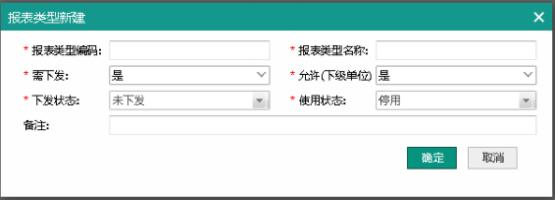 报表类型新建
* 报表类型编码: * 报表类型名称:
* 需下发: 是 * 允许(下级单位) 是
* 下发状态: 未下发 * 使用状态: 停用
备注:
确定 取消